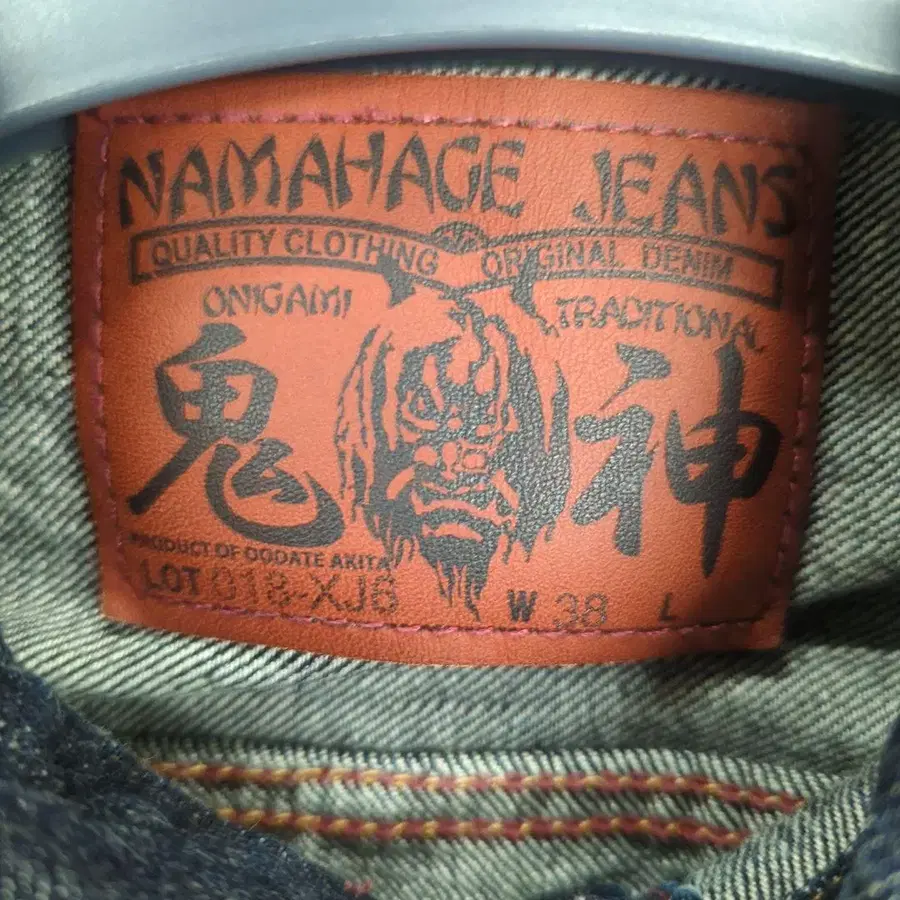 NAMAHAGE JEANS
QUALITY CLOTHING ORIGINAL DENIM
ONIGAMI TRADITIONAL
鬼神
PRODUCT OF OODATE AKITA
LOT 018-XJ6 W 38 L